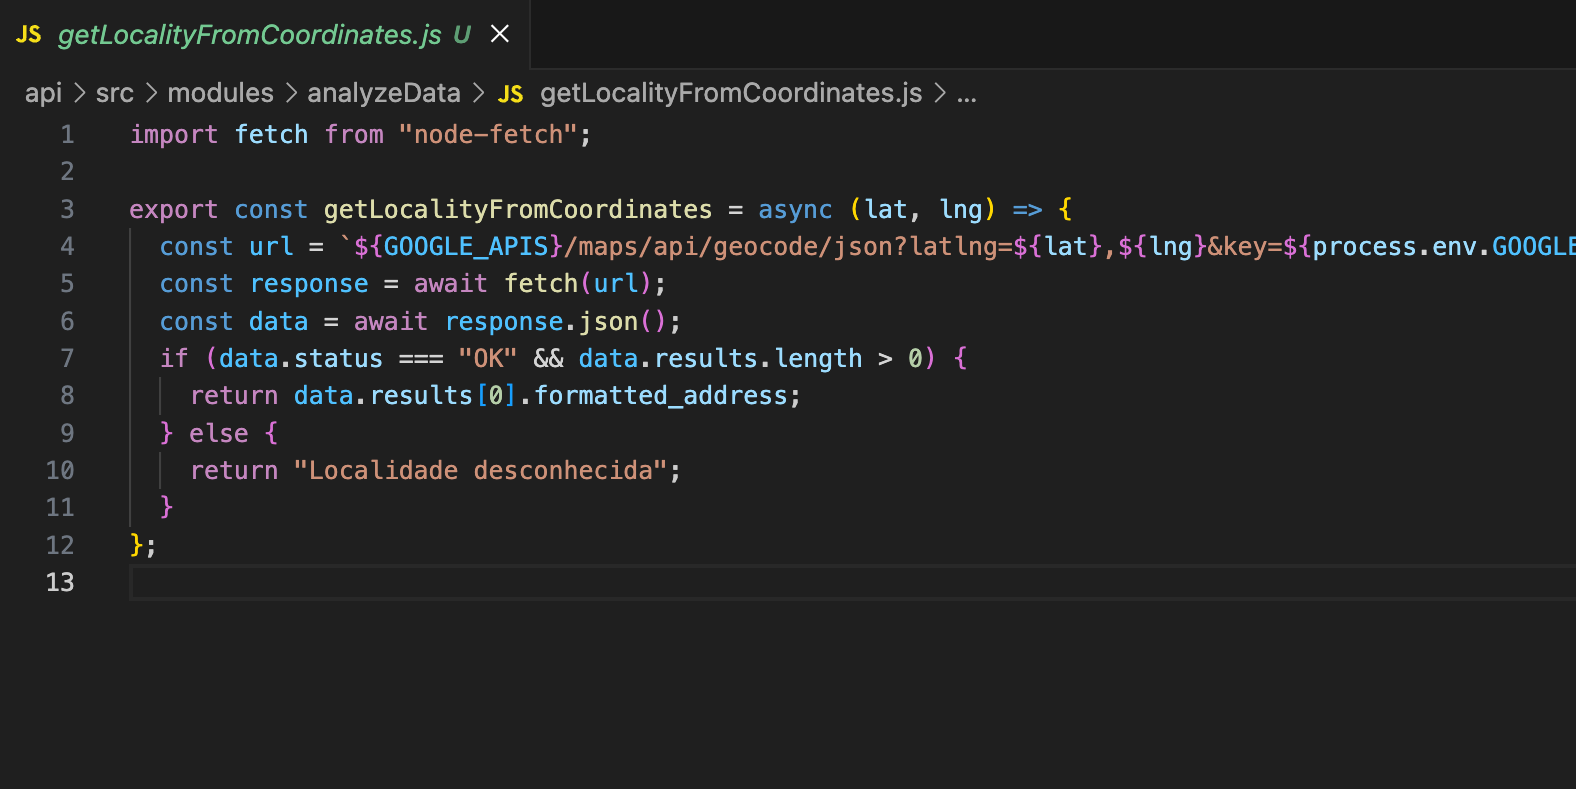 JS getLocalityFromCoordinates.js U
api > src > modules > analyzeData > JS getLocalityFromCoordinates.js > ...
1 import fetch from "node-fetch";
2
3 export const getLocalityFromCoordinates = async (lat, lng) => {
4 const url = `${GOOGLE_APIS}/maps/api/geocode/json?latlng=${lat},${lng}&key=${process.env.GOOGLE
5 const response = await fetch(url);
6 const data = await response.json();
7 if (data.status === "OK" && data.results.length > 0) {
8 return data.results[0].formatted_address;
9 } else {
10 return "Localidade desconhecida";
11 }
12 };
13